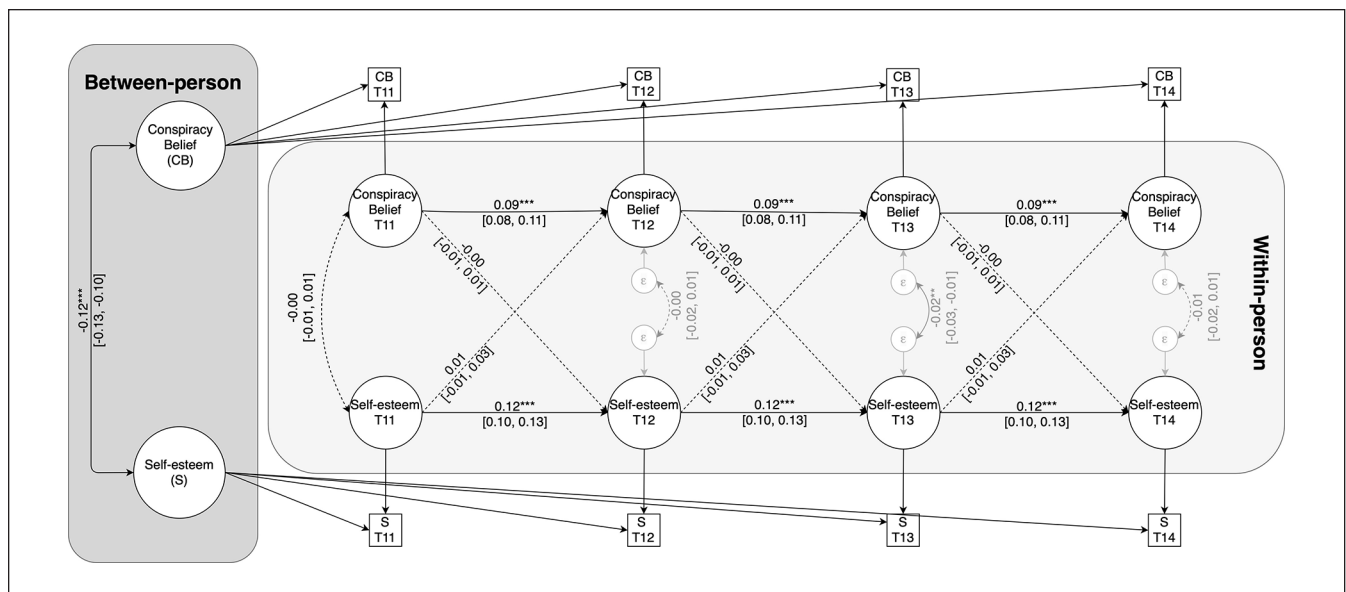 Between-person
Conspiracy
Belief
(CB)
-0.12***
[-0.13, -0.10]
Self-esteem
(S)
CB
T11
CB
T12
CB
T13
CB
T14
Within-person
Conspiracy
Belief
T11
0.09***
[0.08, 0.11]
Conspiracy
Belief
T12
0.09***
[0.08, 0.11]
Conspiracy
Belief
T13
0.09***
[0.08, 0.11]
Conspiracy
Belief
T14
-0.00
[-0.01, 0.01]
-0.00
[-0.01, 0.01]
0.01
[-0.01, 0.03]
ε
ε
-0.00
[-0.02, 0.01]
-0.00
[-0.01, 0.01]
0.01
[-0.01, 0.03]
ε
ε
-0.02**
[-0.03, -0.01]
-0.00
[-0.01, 0.01]
0.01
[-0.01, 0.03]
ε
ε
-0.01
[-0.02, 0.01]
Self-esteem
T11
0.12***
[0.10, 0.13]
Self-esteem
T12
0.12***
[0.10, 0.13]
Self-esteem
T13
0.12***
[0.10, 0.13]
Self-esteem
T14
S
T11
S
T12
S
T13
S
T14